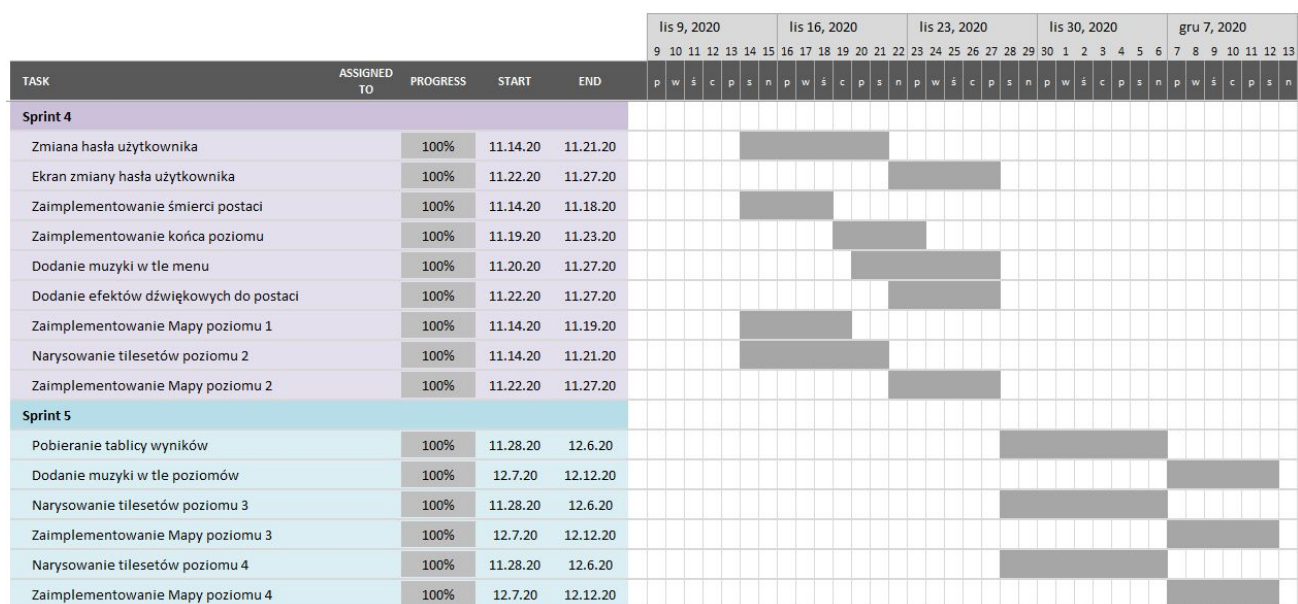 lis 9, 2020 lis 16, 2020 lis 23, 2020 lis 30, 2020 gru 7, 2020
9 10 11 12 13 14 15 16 17 18 19 20 21 22 23 24 25 26 27 28 29 30 1 2 3 4 5 6 7 8 9 10 11 12 13
TASK ASSIGNED TO PROGRESS START END p w ś c p s n p w ś c p s n p w ś c p s n p w ś c p s n p w ś c p s n
Sprint 4
Zmiana hasła użytkownika 100% 11.14.20 11.21.20
Ekran zmiany hasła użytkownika 100% 11.22.20 11.27.20
Zaimplementowanie śmierci postaci 100% 11.14.20 11.18.20
Zaimplementowanie końca poziomu 100% 11.19.20 11.23.20
Dodanie muzyki w tle menu 100% 11.20.20 11.27.20
Dodanie efektów dźwiękowych do postaci 100% 11.22.20 11.27.20
Zaimplementowanie Mapy poziomu 1 100% 11.14.20 11.19.20
Narysowanie tilesetów poziomu 2 100% 11.14.20 11.21.20
Zaimplementowanie Mapy poziomu 2 100% 11.22.20 11.27.20
Sprint 5
Pobieranie tablicy wyników 100% 11.28.20 12.6.20
Dodanie muzyki w tle poziomów 100% 12.7.20 12.12.20
Narysowanie tilesetów poziomu 3 100% 11.28.20 12.6.20
Zaimplementowanie Mapy poziomu 3 100% 12.7.20 12.12.20
Narysowanie tilesetów poziomu 4 100% 11.28.20 12.6.20
Zaimplementowanie Mapy poziomu 4 100% 12.7.20 12.12.20